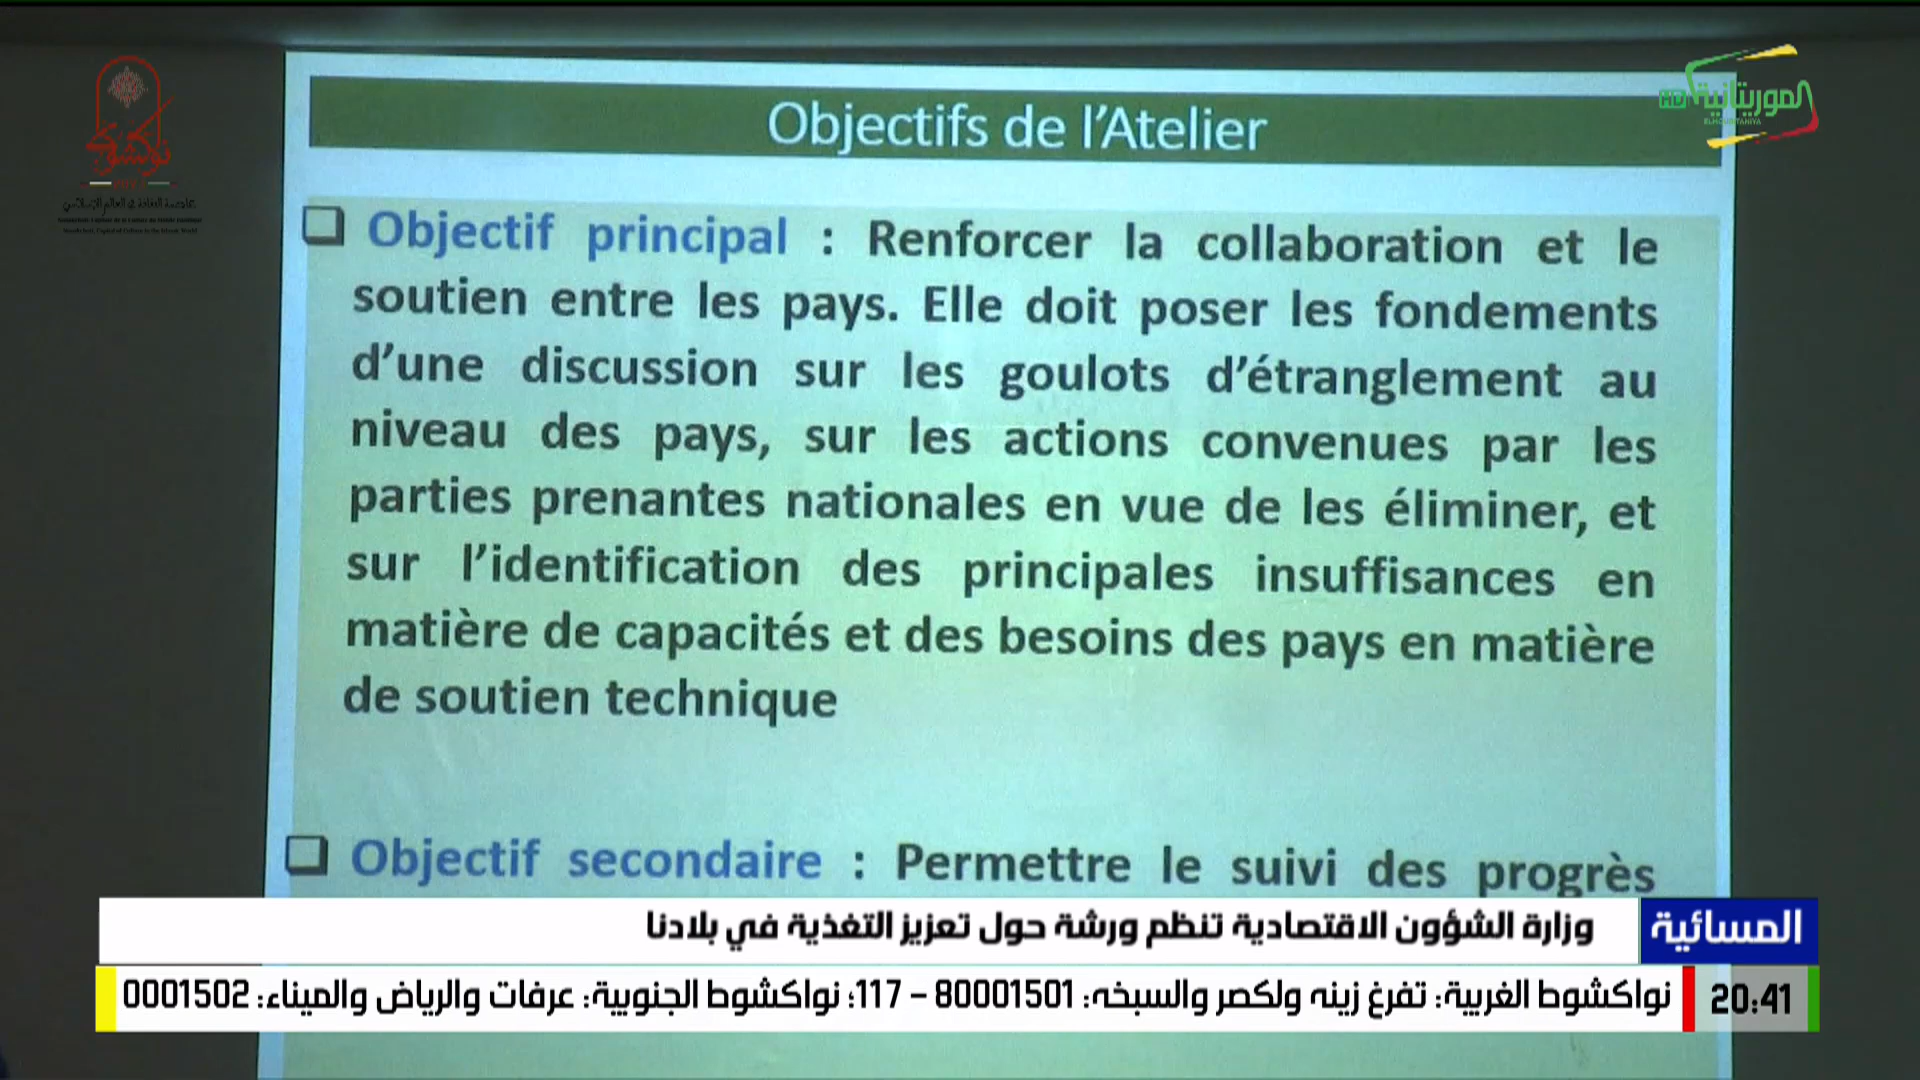 Objectifs de l’Atelier
الموريتانية
HD
ELMOURITANIYA
نواكشوط
❑ Objectif principal : Renforcer la collaboration et le
soutien entre les pays. Elle doit poser les fondements
d’une discussion sur les goulots d’étranglement au
niveau des pays, sur les actions convenues par les
parties prenantes nationales en vue de les éliminer, et
sur l’identification des principales insuffisances en
matière de capacités et des besoins des pays en matière
de soutien technique
❑ Objectif secondaire : Permettre le suivi des progrès
المسائية
وزارة الشؤون الاقتصادية تنظم ورشة حول تعزيز التغذية في بلادنا
20:41
نواكشوط الغربية: تفرغ زينه ولكصر والسبخه: 80001501 – 117؛ نواكشوط الجنوبية: عرفات والرياض والميناء: 0001502